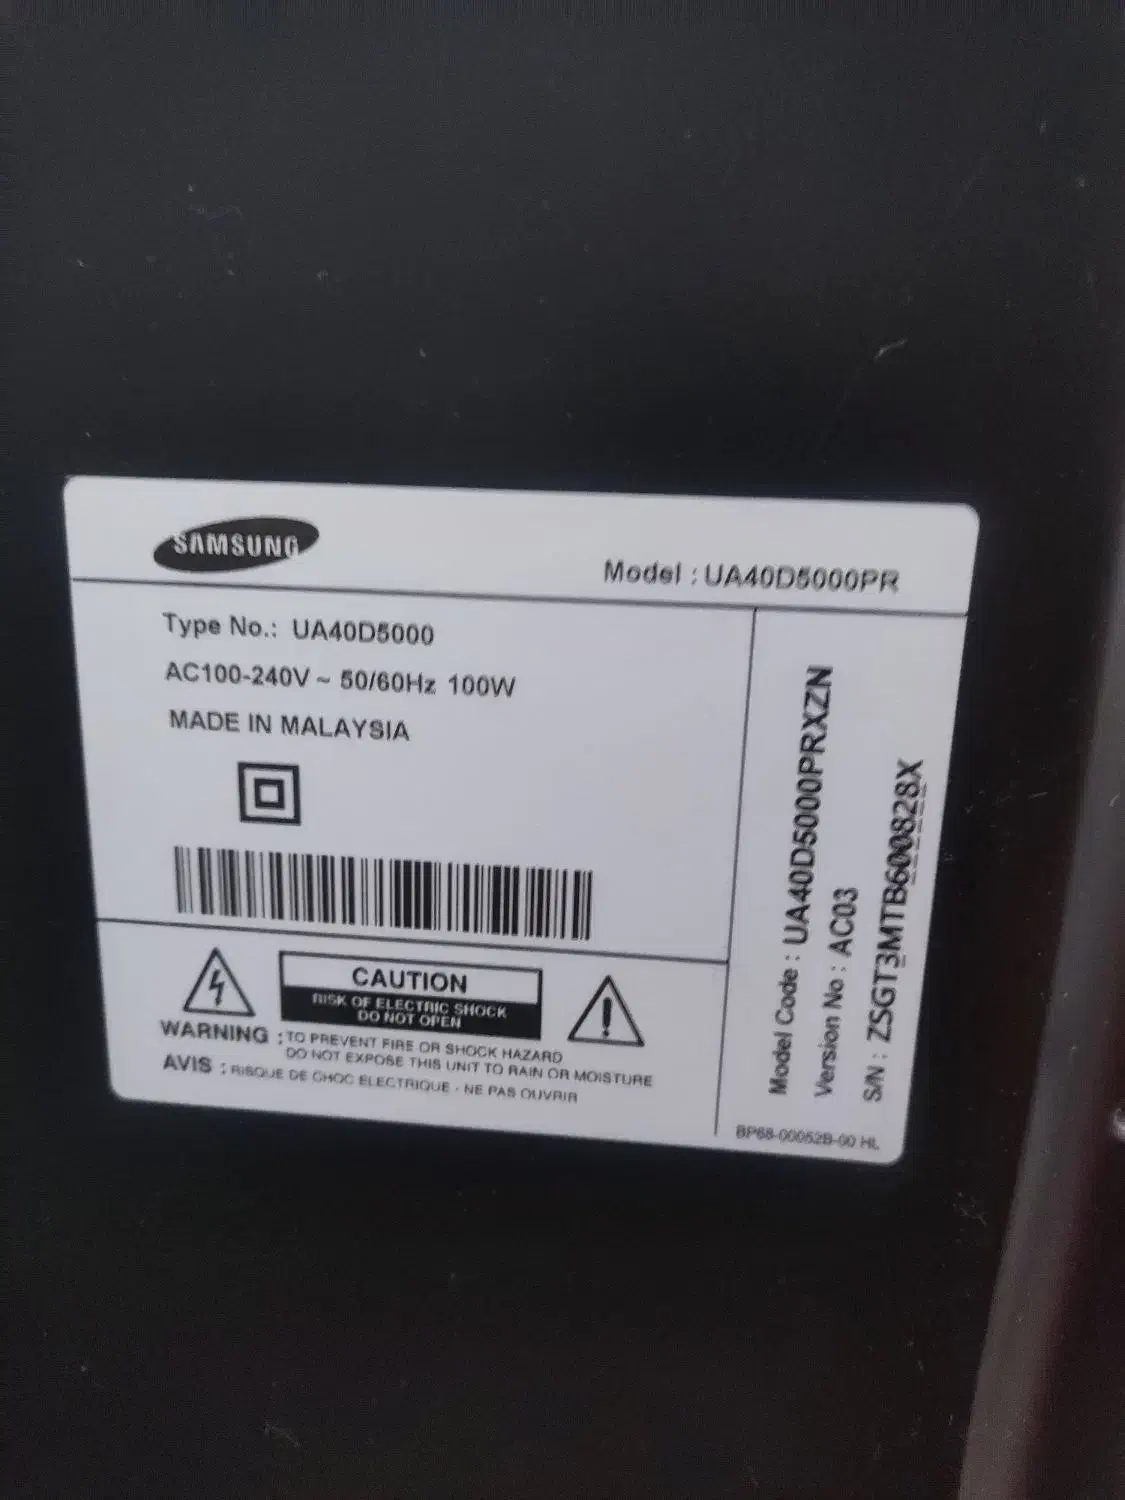 SAMSUNG
Model : UA40D5000PR
Type No.: UA40D5000
AC100-240V ~ 50/60Hz 100W
MADE IN MALAYSIA
CAUTION
RISK OF ELECTRIC SHOCK
DO NOT OPEN
WARNING : TO PREVENT FIRE OR SHOCK HAZARD
DO NOT EXPOSE THIS UNIT TO RAIN OR MOISTURE
AVIS : RISQUE DE CHOC ELECTRIQUE - NE PAS OUVRIR
Model Code : UA40D5000PRXZN
Version No : AC03
S/N : ZSGT3MTB600828X
BP68-00052B-00 HL